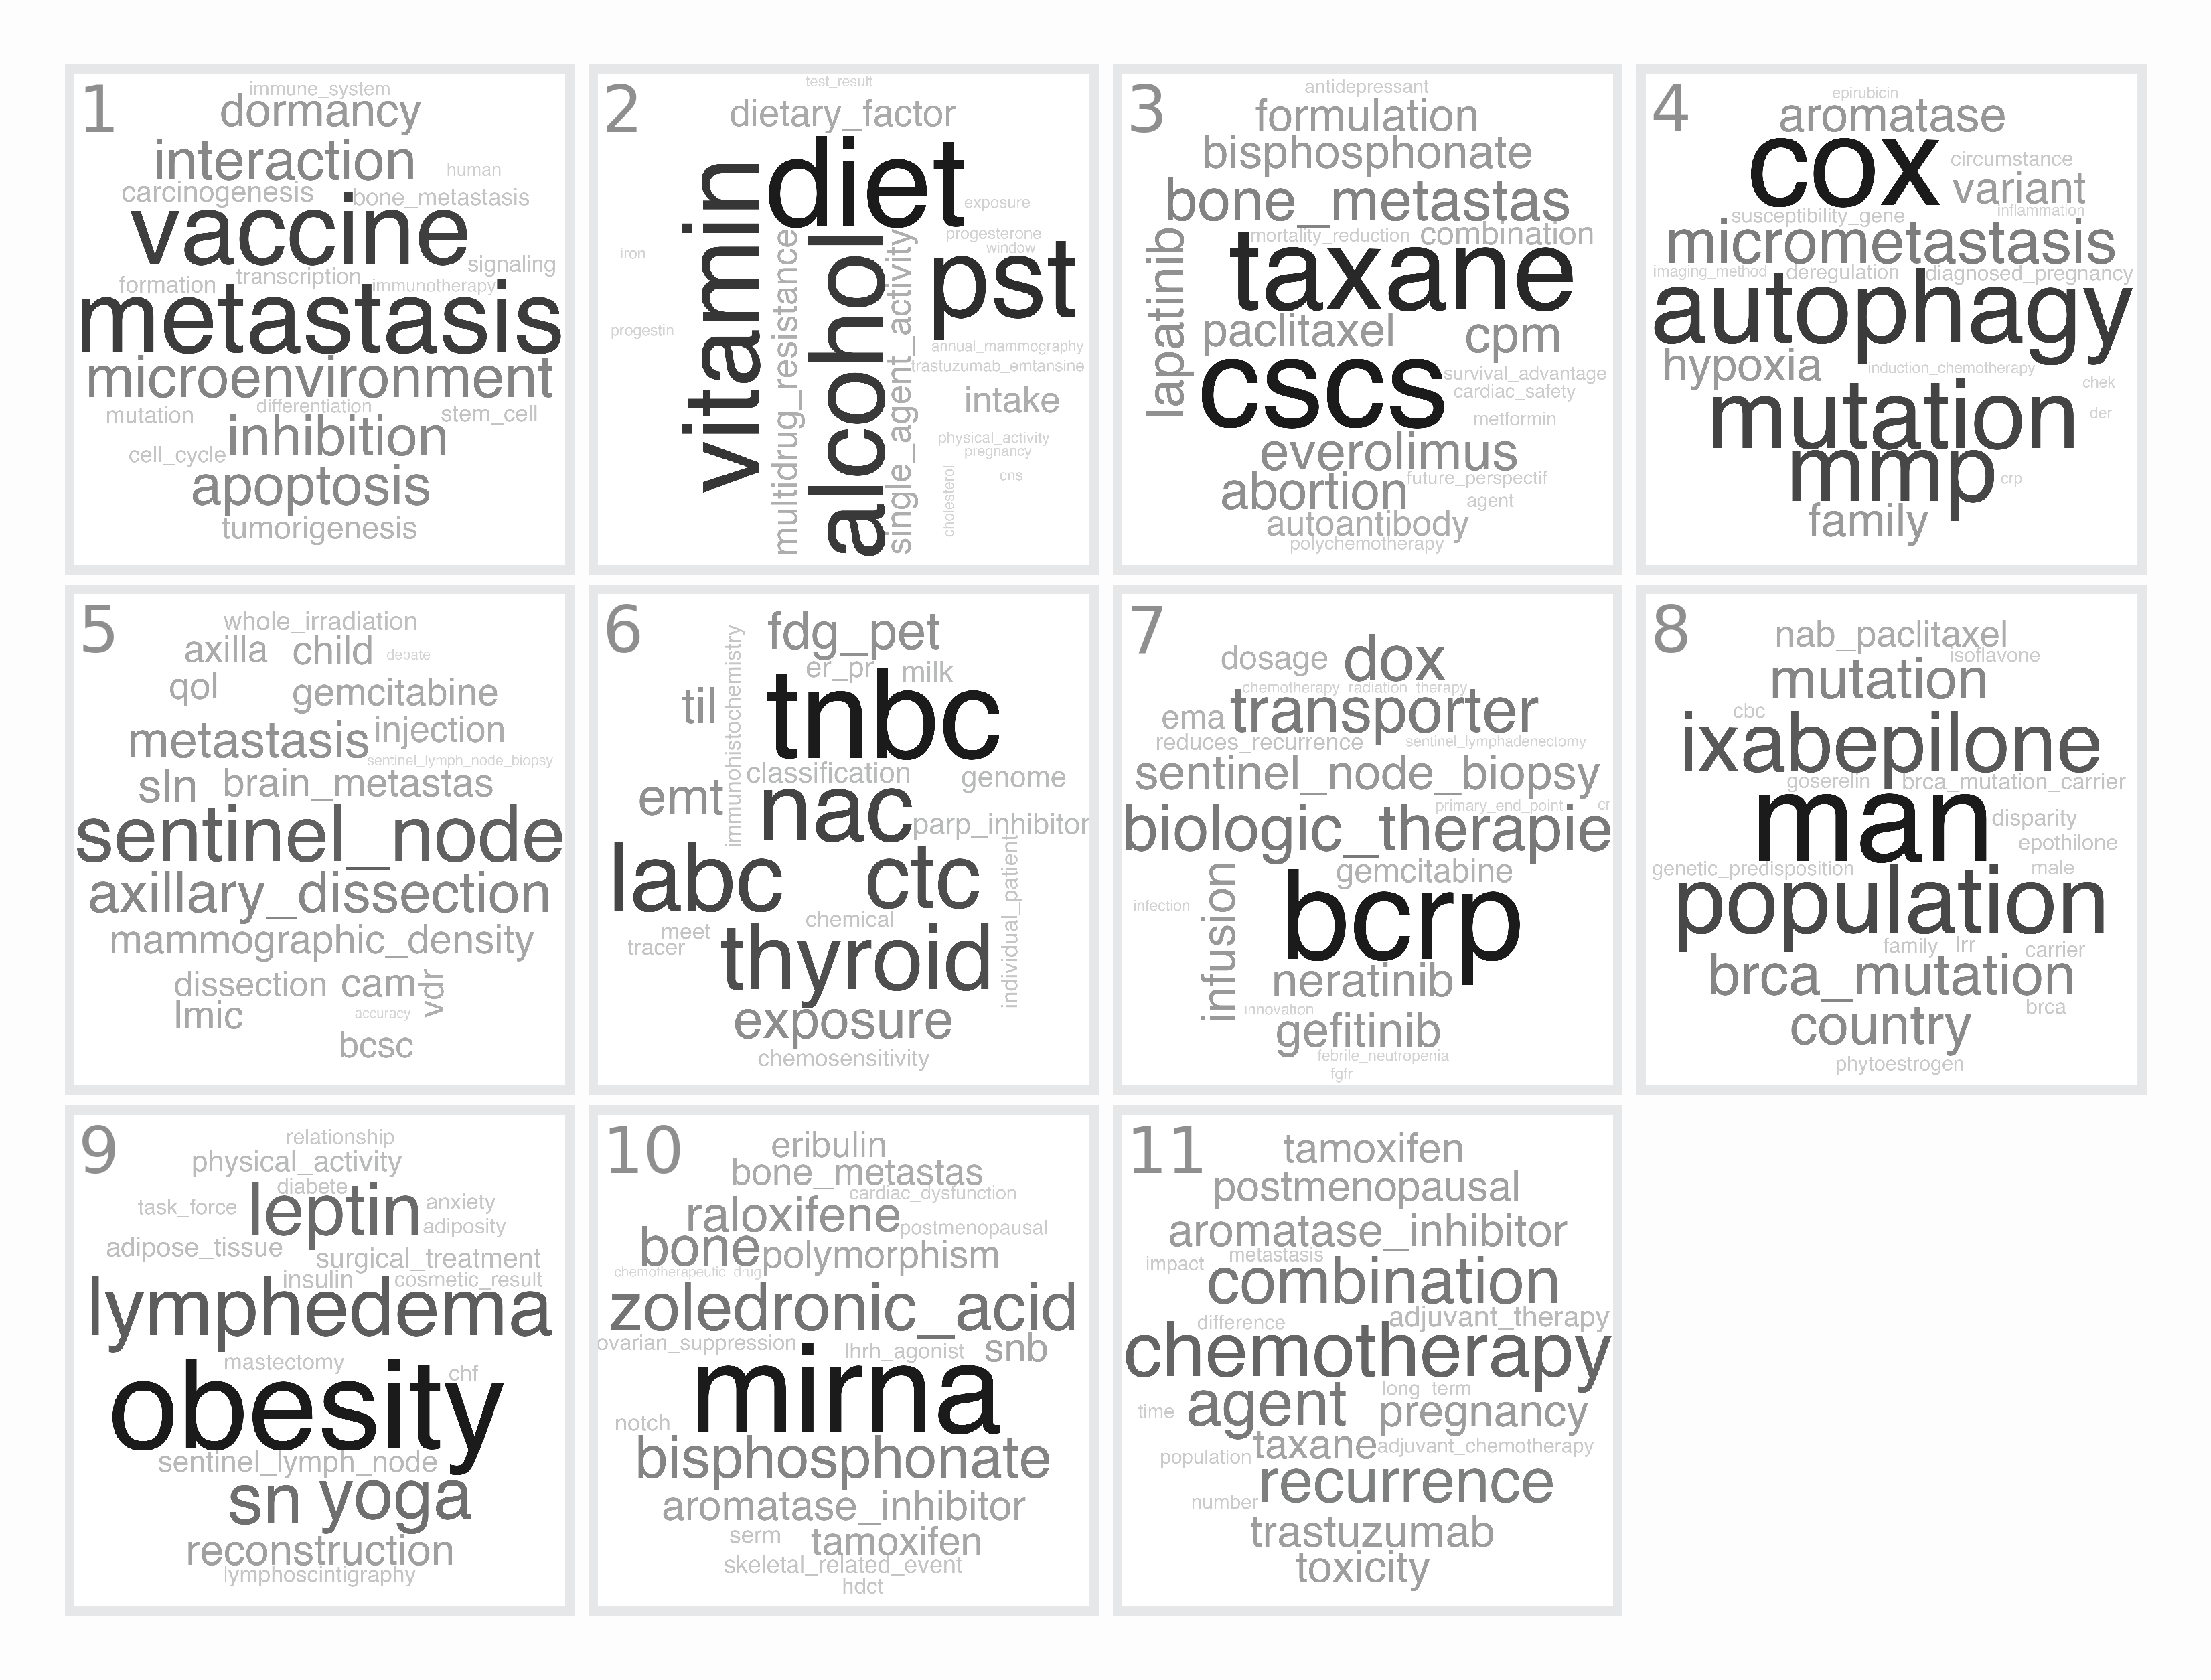 1
immune_system
dormancy
interaction
human
carcinogenesis
bone_metastasis
vaccine
signaling
formation
transcription
immunotherapy
metastasis
microenvironment
mutation
differentiation
stem_cell
inhibition
cell_cycle
apoptosis
tumorigenesis
2
test_result
dietary_factor
diet
vitamin
exposure
progesterone
window
iron
pst
multidrug_resistance
alcohol
single_agent_activity
progestin
annual_mammography
trastuzumab_emtansine
intake
physical_activity
pregnancy
cns
cholesterol
3
antidepressant
formulation
bisphosphonate
bone_metastas
mortality_reduction
combination
lapatinib
taxane
paclitaxel
cpm
cscs
survival_advantage
cardiac_safety
metformin
everolimus
abortion
future_perspectif
agent
autoantibody
polychemotherapy
4
epirubicin
aromatase
cox
circumstance
variant
susceptibility_gene
inflammation
micrometastasis
imaging_method
deregulation
diagnosed_pregnancy
autophagy
hypoxia
induction_chemotherapy
chek
mutation
der
mmp
crp
family
5
whole_irradiation
axilla
child
debate
qol
gemcitabine
metastasis
injection
sentinel_lymph_node_biopsy
sln
brain_metastas
sentinel_node
axillary_dissection
mammographic_density
dissection
cam
vdr
lmic
accuracy
bcsc
6
fdg_pet
er_pr
milk
til
immunohistochemistry
tnbc
classification
genome
emt
nac
parp_inhibitor
labc
ctc
individual_patient
chemical
meet
tracer
thyroid
exposure
chemosensitivity
7
dosage
dox
chemotherapy_radiation_therapy
ema
transporter
reduces_recurrence
sentinel_lymphadenectomy
sentinel_node_biopsy
primary_end_point
cr
biologic_therapie
gemcitabine
infusion
infection
bcrp
neratinib
innovation
gefitinib
febrile_neutropenia
fgfr
8
nab_paclitaxel
isoflavone
mutation
cbc
ixabepilone
goserelin
brca_mutation_carrier
man
disparity
epothilone
genetic_predisposition
male
population
family
lrr
carrier
brca_mutation
brca
country
phytoestrogen
9
relationship
physical_activity
diabete
leptin
anxiety
task_force
adiposity
adipose_tissue
surgical_treatment
insulin
cosmetic_result
lymphedema
mastectomy
chf
obesity
sentinel_lymph_node
sn
yoga
reconstruction
lymphoscintigraphy
10
eribulin
bone_metastas
cardiac_dysfunction
raloxifene
postmenopausal
bone
polymorphism
chemotherapeutic_drug
zoledronic_acid
ovarian_suppression
lhrh_agonist
snb
mirna
notch
bisphosphonate
aromatase_inhibitor
serm
tamoxifen
skeletal_related_event
hdct
11
tamoxifen
postmenopausal
aromatase_inhibitor
impact
metastasis
combination
difference
adjuvant_therapy
chemotherapy
long_term
time
agent
pregnancy
taxane
adjuvant_chemotherapy
population
recurrence
number
trastuzumab
toxicity